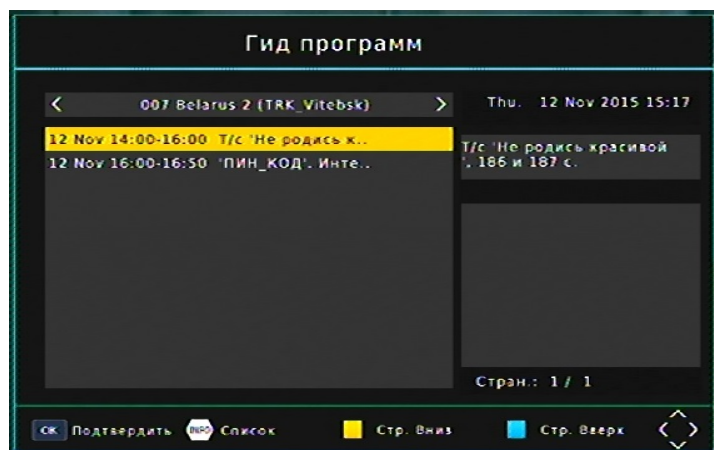 Гид программ
007 Belarus 2 (TRK_Vitebsk)
Thu. 12 Nov 2015 15:17
12 Nov 14:00-16:00 Т/с 'Не родись к..
12 Nov 16:00-16:50 'ПИН_КОД'. Инте..
Т/с 'Не родись красивой
', 186 и 187 с.
Стран.: 1 / 1
OK Подтвердить INFO Список Стр. Вниз Стр. Вверх